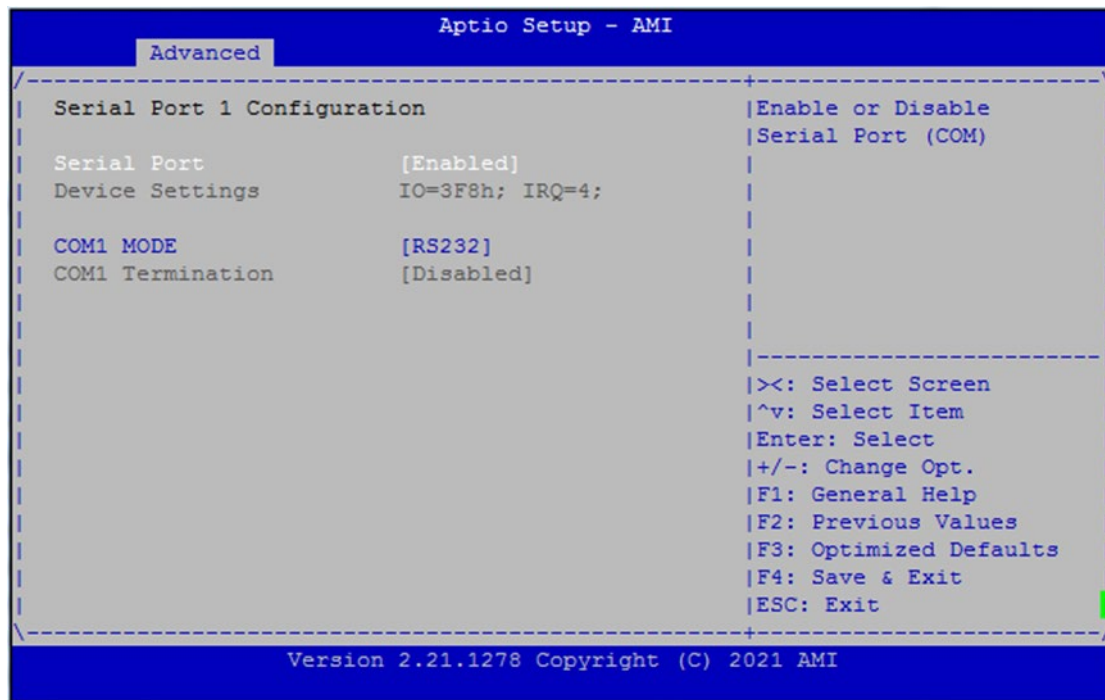 Aptio Setup - AMI
Advanced
Serial Port 1 Configuration
Serial Port [Enabled]
Device Settings IO=3F8h; IRQ=4;
COM1 MODE [RS232]
COM1 Termination [Disabled]
Enable or Disable
Serial Port (COM)
><: Select Screen
^v: Select Item
Enter: Select
+/-: Change Opt.
F1: General Help
F2: Previous Values
F3: Optimized Defaults
F4: Save & Exit
ESC: Exit
Version 2.21.1278 Copyright (C) 2021 AMI